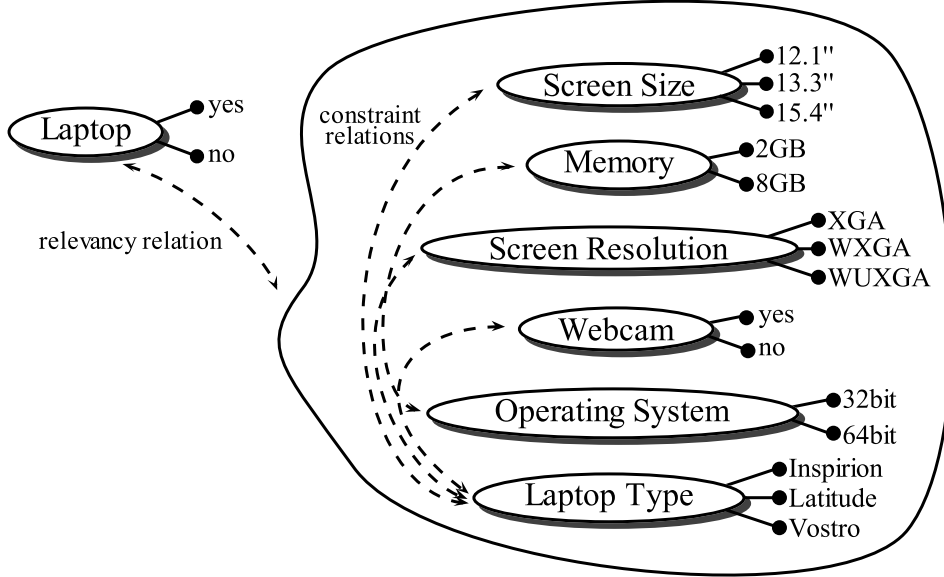 Laptop
yes
no
relevancy relation
constraint
relations
Screen Size
12.1"
13.3"
15.4"
Memory
2GB
8GB
Screen Resolution
XGA
WXGA
WUXGA
Webcam
yes
no
Operating System
32bit
64bit
Laptop Type
Inspirion
Latitude
Vostro